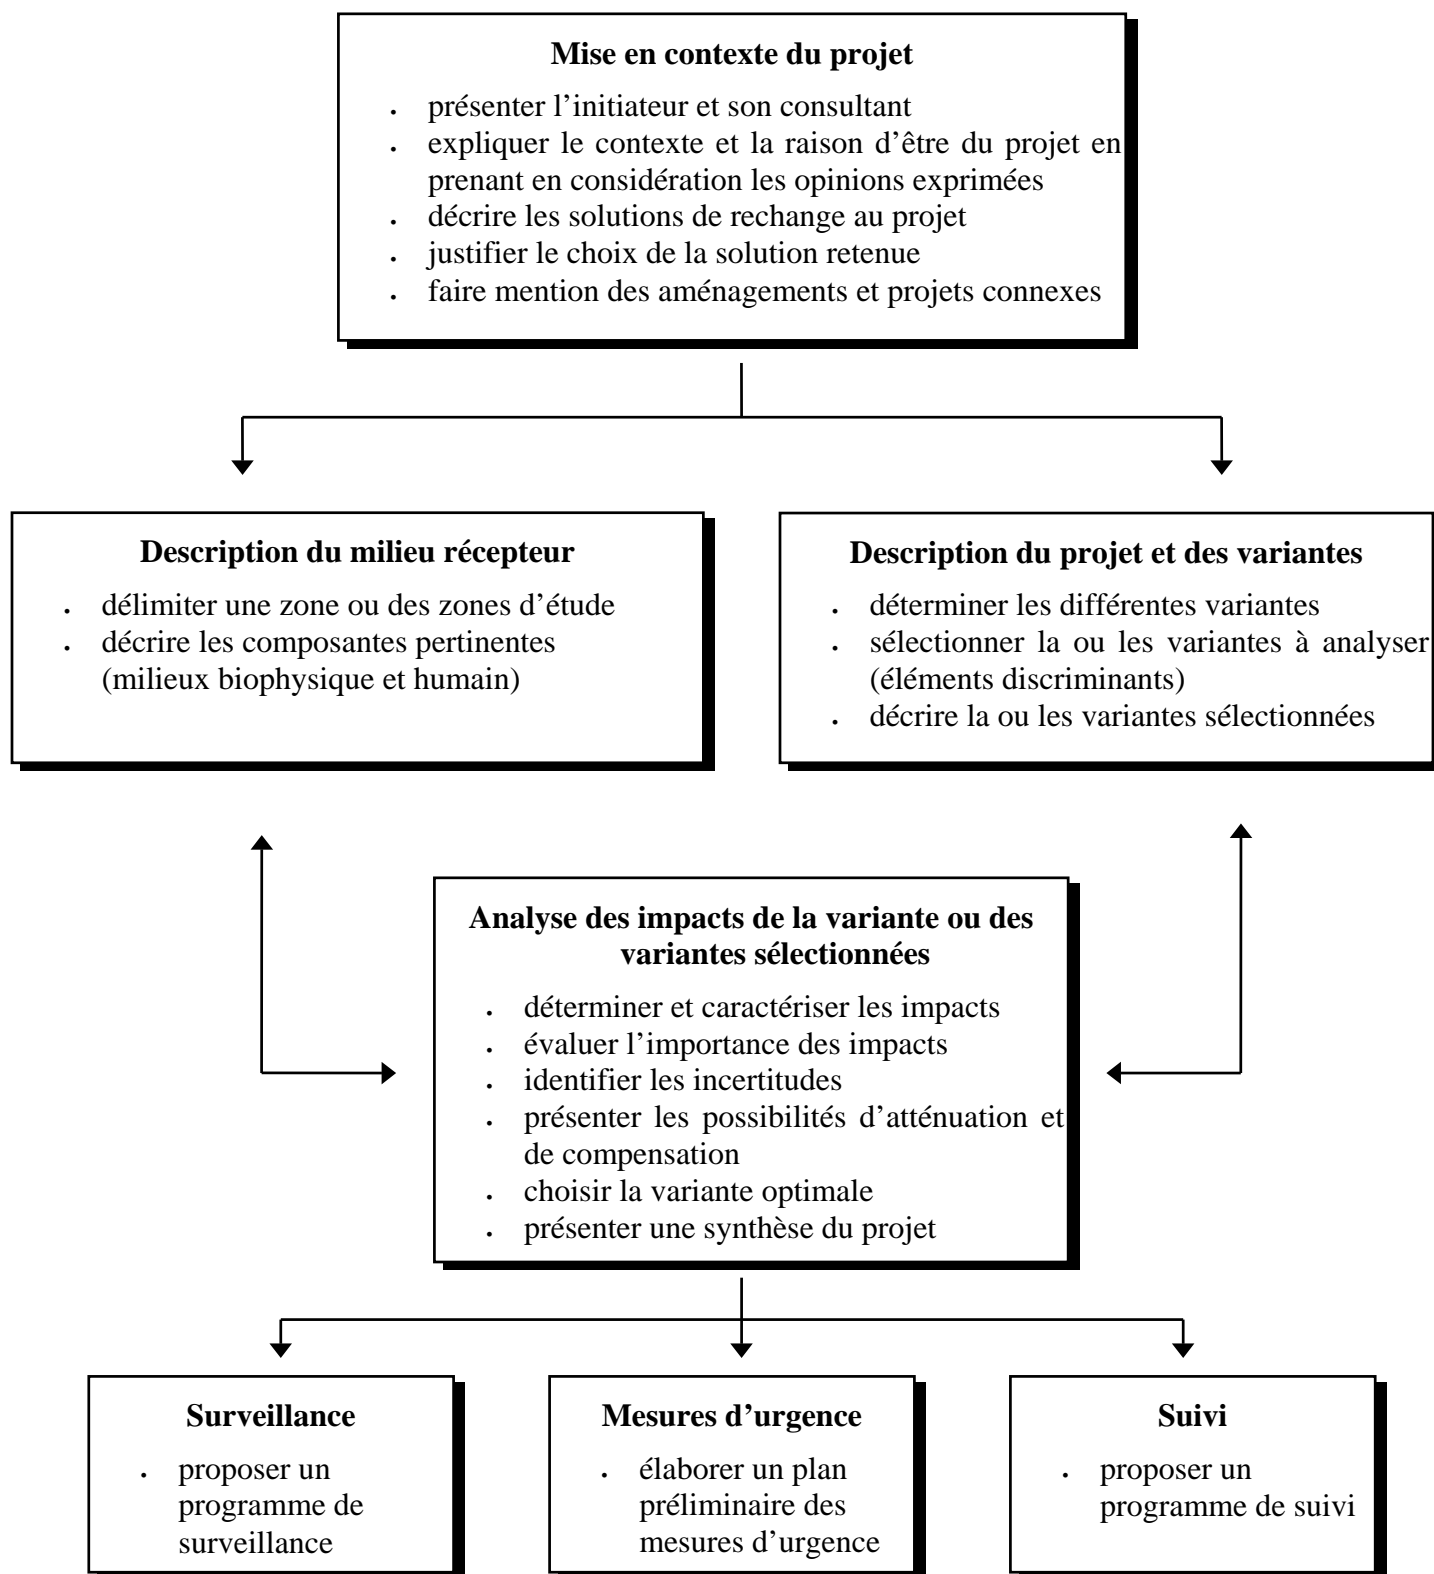 Mise en contexte du projet
. présenter l’initiateur et son consultant
. expliquer le contexte et la raison d’être du projet en
prenant en considération les opinions exprimées
. décrire les solutions de rechange au projet
. justifier le choix de la solution retenue
. faire mention des aménagements et projets connexes
Description du milieu récepteur
. délimiter une zone ou des zones d’étude
. décrire les composantes pertinentes
(milieux biophysique et humain)
Description du projet et des variantes
. déterminer les différentes variantes
. sélectionner la ou les variantes à analyser
(éléments discriminants)
. décrire la ou les variantes sélectionnées
Analyse des impacts de la variante ou des
variantes sélectionnées
. déterminer et caractériser les impacts
. évaluer l’importance des impacts
. identifier les incertitudes
. présenter les possibilités d’atténuation et
de compensation
. choisir la variante optimale
. présenter une synthèse du projet
Surveillance
. proposer un
programme de
surveillance
Mesures d’urgence
. élaborer un plan
préliminaire des
mesures d’urgence
Suivi
. proposer un
programme de suivi